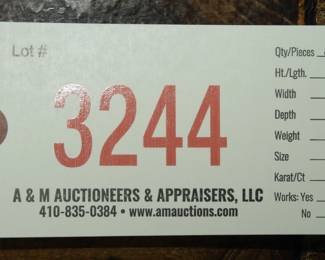 Lot #
3244
A & M AUCTIONEERS & APPRAISERS, LLC
410-835-0384 • www.amauctions.com
Qty/Pieces
Ht./Lgth.
Width
Depth
Weight
Size
Karat/Ct
Works: Yes
No